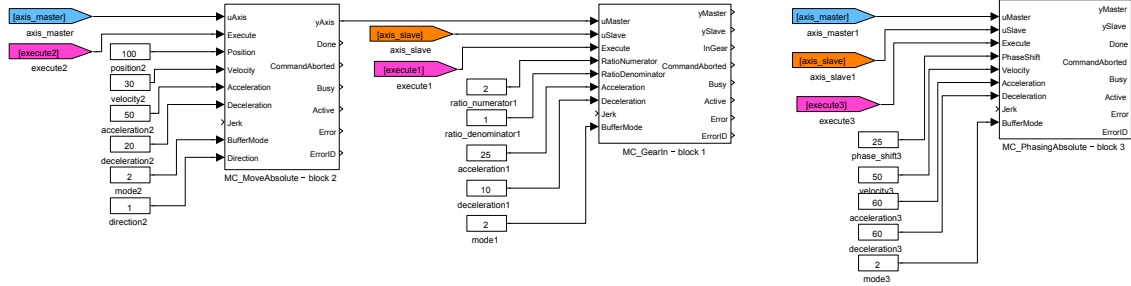 [axis_master]
axis_master
[execute2]
execute2
100
position2
30
velocity2
50
acceleration2
20
deceleration2
2
mode2
1
direction2
uAxis
Execute
Position
Velocity
Acceleration
Deceleration
Jerk
BufferMode
Direction
yAxis
Done
CommandAborted
Busy
Active
Error
ErrorID
MC_MoveAbsolute - block 2
[axis_slave]
axis_slave
[execute1]
execute1
2
ratio_numerator1
1
ratio_denominator1
25
acceleration1
10
deceleration1
2
mode1
uMaster
uSlave
Execute
RatioNumerator
RatioDenominator
Acceleration
Deceleration
Jerk
BufferMode
yMaster
ySlave
InGear
CommandAborted
Busy
Active
Error
ErrorID
MC_GearIn - block 1
[axis_master]
axis_master1
[axis_slave]
axis_slave1
[execute3]
execute3
25
phase_shift3
50
velocity3
60
acceleration3
60
deceleration3
2
mode3
uMaster
uSlave
Execute
PhaseShift
Velocity
Acceleration
Deceleration
Jerk
BufferMode
yMaster
ySlave
Done
CommandAborted
Busy
Active
Error
ErrorID
MC_PhasingAbsolute - block 3